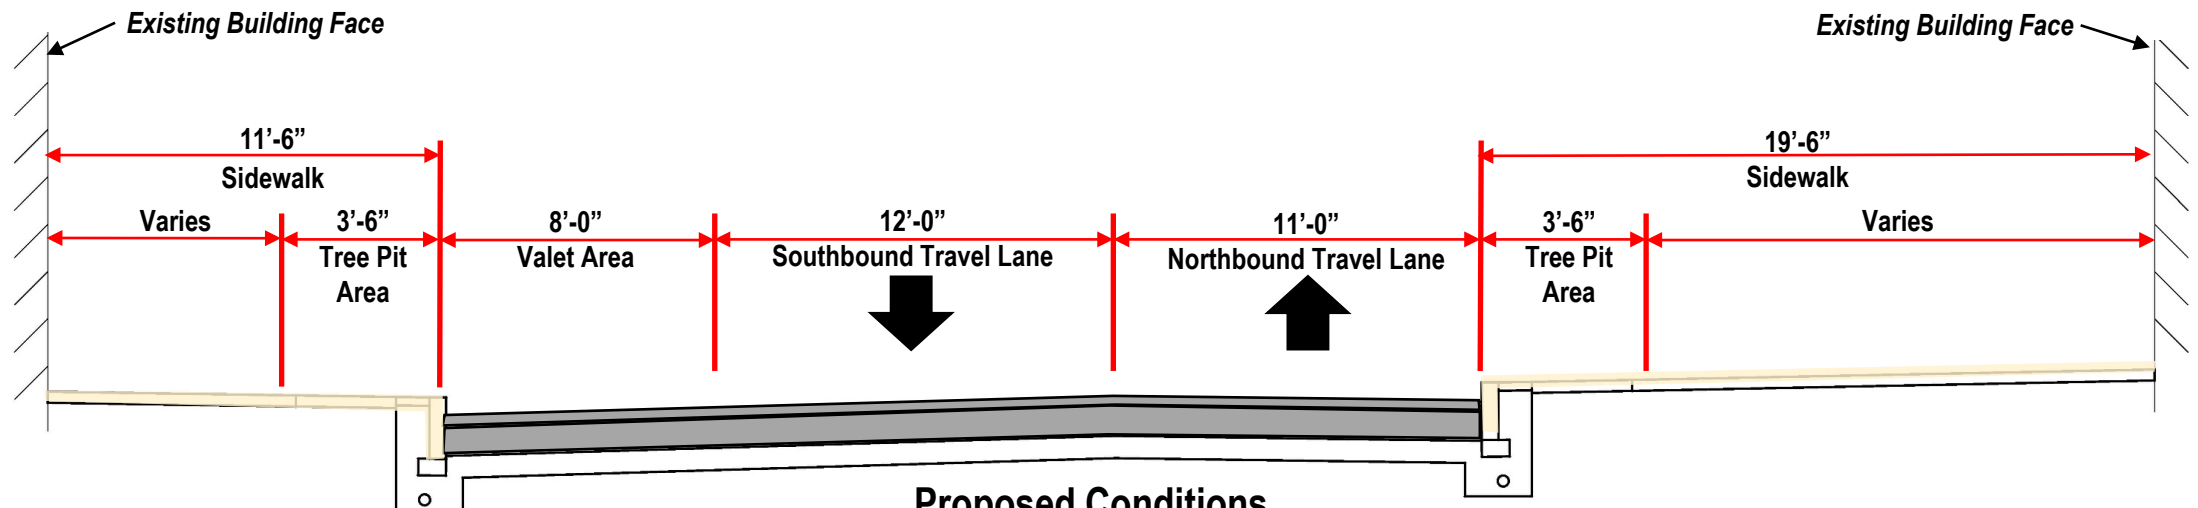 Existing Building Face
Existing Building Face
11’-6”
Sidewalk
19’-6”
Sidewalk
Varies
3’-6”
Tree Pit
Area
8’-0”
Valet Area
12’-0”
Southbound Travel Lane
11’-0”
Northbound Travel Lane
3’-6”
Tree Pit
Area
Varies
Proposed Conditions